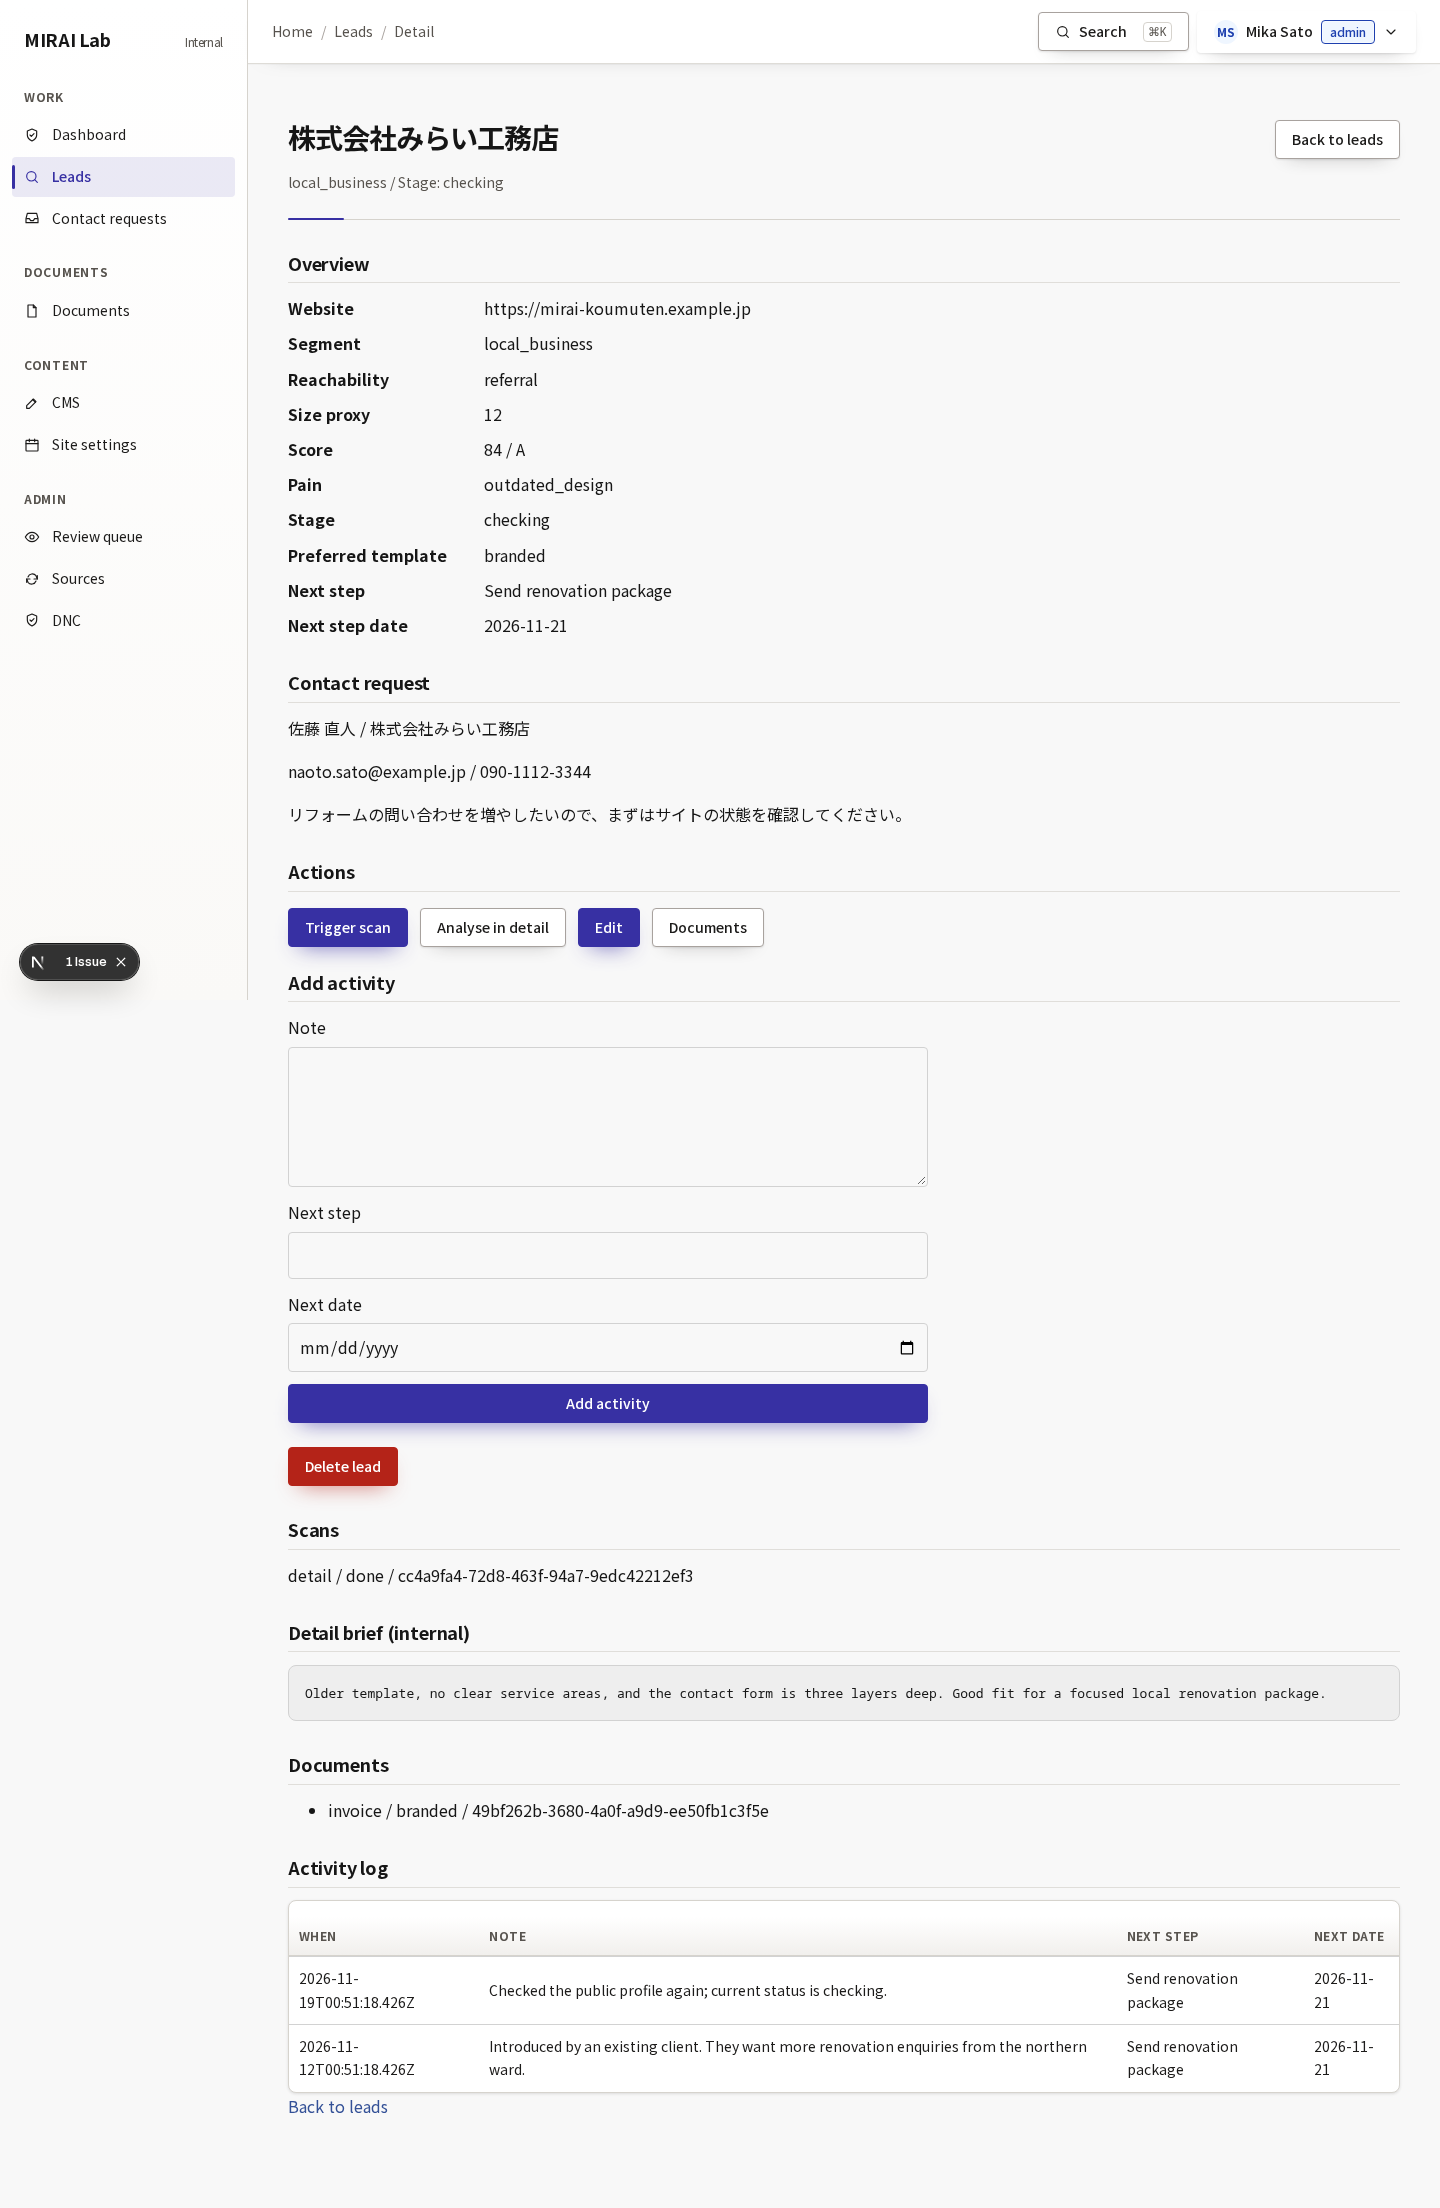 MIRAI Lab
Internal
WORK
Dashboard
Leads
Contact requests
DOCUMENTS
Documents
CONTENT
CMS
Site settings
ADMIN
Review queue
Sources
DNC
1 Issue
Home / Leads / Detail
Search ⌘K
MS Mika Sato admin
株式会社みらい工務店
Back to leads
local_business / Stage: checking
Overview
Website https://mirai-koumuten.example.jp
Segment local_business
Reachability referral
Size proxy 12
Score 84 / A
Pain outdated_design
Stage checking
Preferred template branded
Next step Send renovation package
Next step date 2026-11-21
Contact request
佐藤 直人 / 株式会社みらい工務店
naoto.sato@example.jp / 090-1112-3344
リフォームの問い合わせを増やしたいので、まずはサイトの状態を確認してください。
Actions
Trigger scan Analyse in detail Edit Documents
Add activity
Note
Next step
Next date
mm/dd/yyyy
Add activity
Delete lead
Scans
detail / done / cc4a9fa4-72d8-463f-94a7-9edc42212ef3
Detail brief (internal)
Older template, no clear service areas, and the contact form is three layers deep. Good fit for a focused local renovation package.
Documents
invoice / branded / 49bf262b-3680-4a0f-a9d9-ee50fb1c3f5e
Activity log
WHEN NOTE NEXT STEP NEXT DATE
2026-11-
19T00:51:18.426Z
Checked the public profile again; current status is checking.
Send renovation
package
2026-11-
21
2026-11-
12T00:51:18.426Z
Introduced by an existing client. They want more renovation enquiries from the northern
ward.
Send renovation
package
2026-11-
21
Back to leads